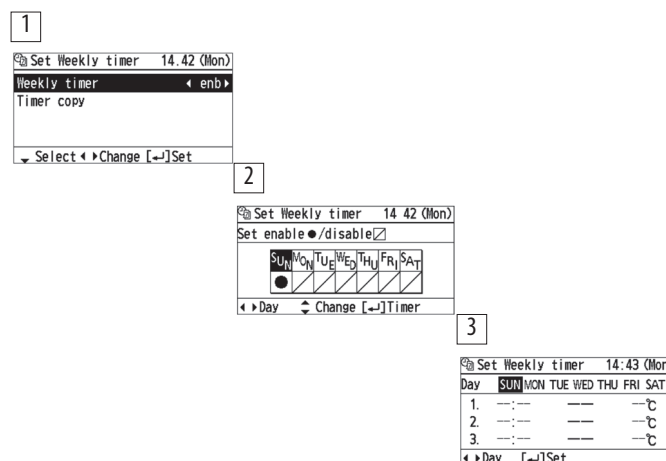 1
Set Weekly timer 14.42 (Mon)
Weekly timer ◂ enb▸
Timer copy
Select ◂ ▸Change [↵]Set
2
Set Weekly timer 14 42 (Mon)
Set enable●/disable☐
SUN MON TUE WED THU FRI SAT
◂ ▸Day Change [↵]Timer
3
Set Weekly timer 14:43 (Mon
Day SUN MON TUE WED THU FRI SAT
1. --:-- —— --℃
2. --:-- —— --℃
3. --:-- —— --℃
◂ ▸Day [↵]Set